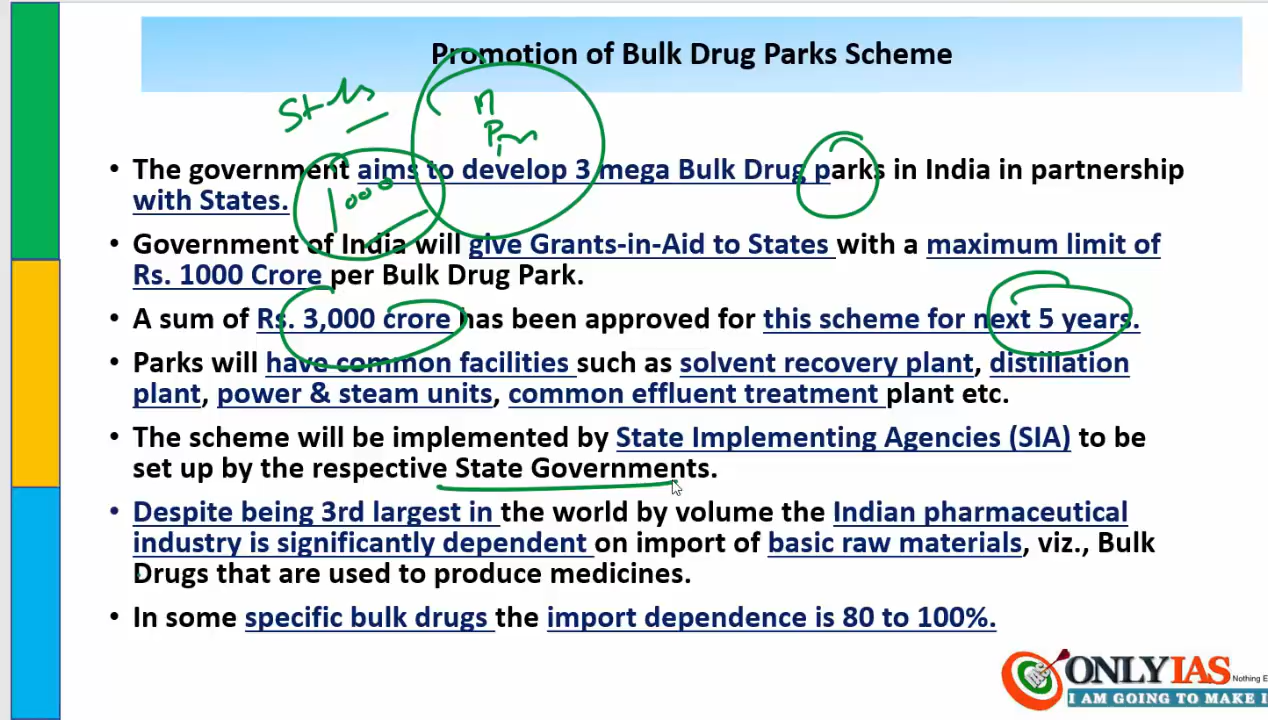 Promotion of Bulk Drug Parks Scheme
States
1000
• The government aims to develop 3 mega Bulk Drug parks in India in partnership
with States.
• Government of India will give Grants-in-Aid to States with a maximum limit of
Rs. 1000 Crore per Bulk Drug Park.
• A sum of Rs. 3,000 crore has been approved for this scheme for next 5 years.
• Parks will have common facilities such as solvent recovery plant, distillation
plant, power & steam units, common effluent treatment plant etc.
• The scheme will be implemented by State Implementing Agencies (SIA) to be
set up by the respective State Governments.
• Despite being 3rd largest in the world by volume the Indian pharmaceutical
industry is significantly dependent on import of basic raw materials, viz., Bulk
Drugs that are used to produce medicines.
• In some specific bulk drugs the import dependence is 80 to 100%.
IAS
ONLYIAS
Nothing E
I AM GOING TO MAKE I